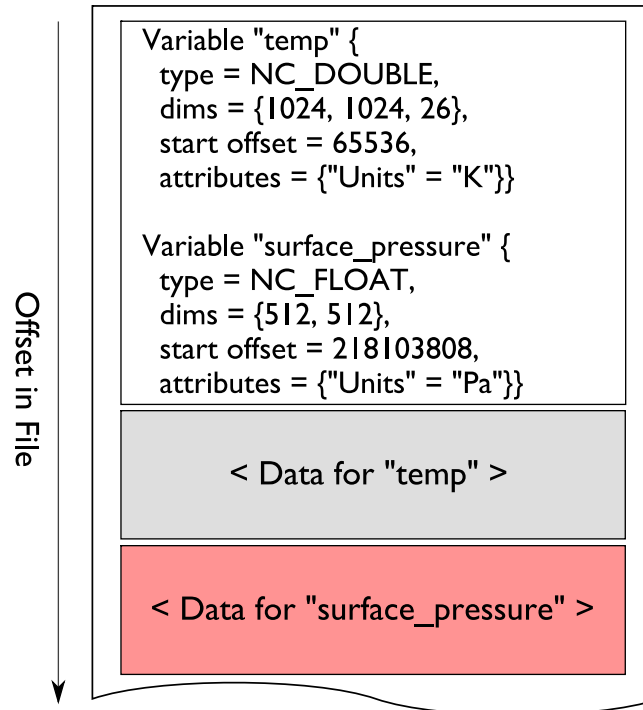 Variable "temp" {
type = NC_DOUBLE,
dims = {1024, 1024, 26},
start offset = 65536,
attributes = {"Units" = "K"}}
Variable "surface_pressure" {
type = NC_FLOAT,
dims = {512, 512},
start offset = 218103808,
attributes = {"Units" = "Pa"}}
Offset in File
< Data for "temp" >
< Data for "surface_pressure" >